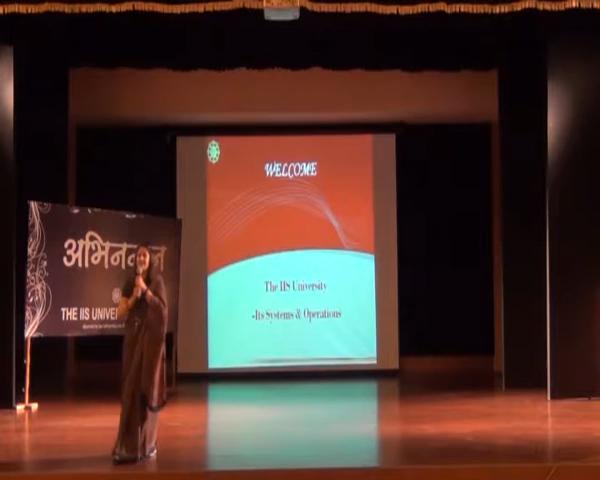 WELCOME
The IIS University
-Its Systems & Operations
अभिनन्दन
THE IIS UNIVER